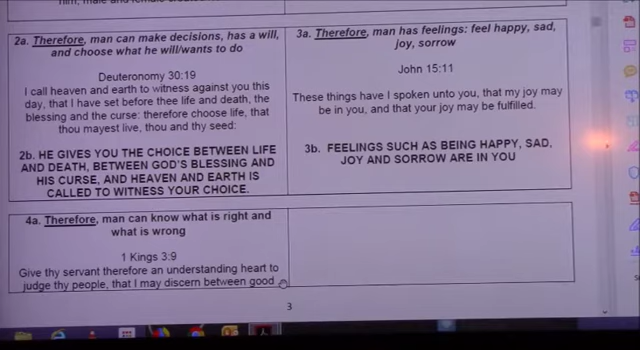 2a. Therefore, man can make decisions, has a will,
and choose what he will/wants to do
Deuteronomy 30:19
I call heaven and earth to witness against you this
day, that I have set before thee life and death, the
blessing and the curse: therefore choose life, that
thou mayest live, thou and thy seed:
2b. HE GIVES YOU THE CHOICE BETWEEN LIFE
AND DEATH, BETWEEN GOD'S BLESSING AND
HIS CURSE, AND HEAVEN AND EARTH IS
CALLED TO WITNESS YOUR CHOICE.
3a. Therefore, man has feelings: feel happy, sad,
joy, sorrow
John 15:11
These things have I spoken unto you, that my joy may
be in you, and that your joy may be fulfilled.
3b. FEELINGS SUCH AS BEING HAPPY, SAD,
JOY AND SORROW ARE IN YOU
4a. Therefore, man can know what is right and
what is wrong
1 Kings 3:9
Give thy servant therefore an understanding heart to
judge thy people, that I may discern between good
3